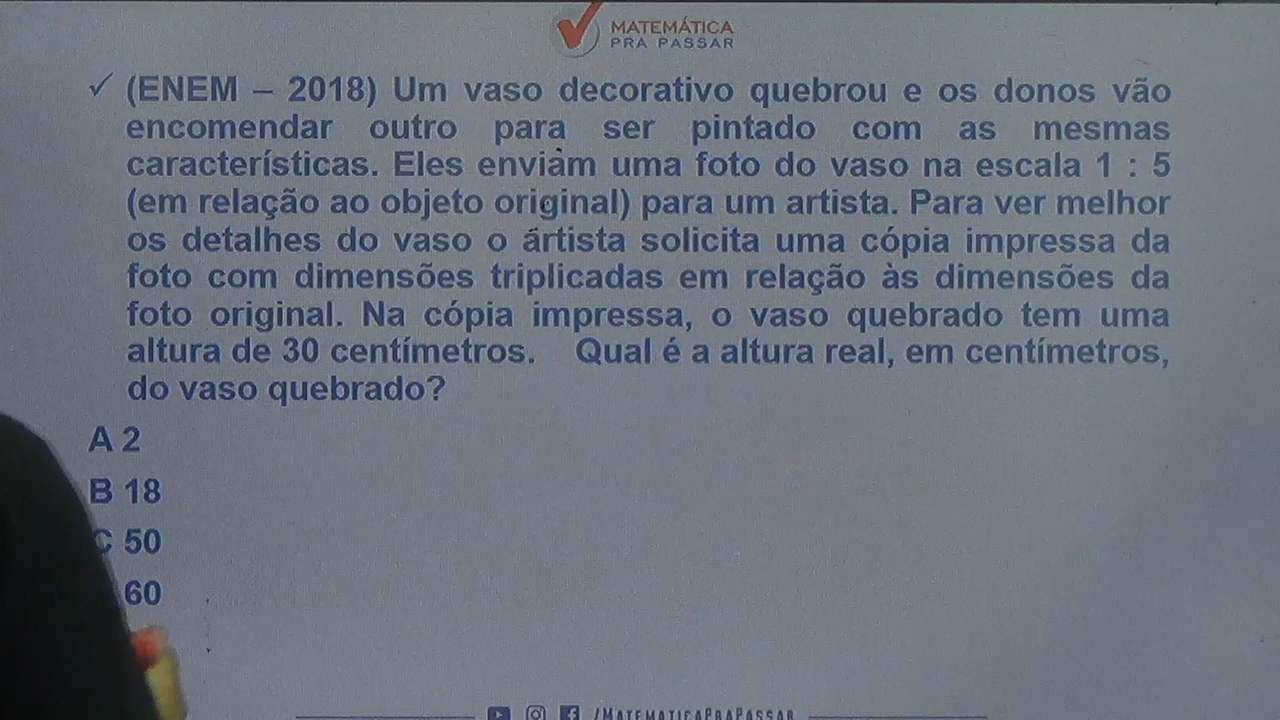 MATEMÁTICA
PRA PASSAR
✓ (ENEM – 2018) Um vaso decorativo quebrou e os donos vão
encomendar outro para ser pintado com as mesmas
características. Eles enviam uma foto do vaso na escala 1 : 5
(em relação ao objeto original) para um artista. Para ver melhor
os detalhes do vaso o artista solicita uma cópia impressa da
foto com dimensões triplicadas em relação às dimensões da
foto original. Na cópia impressa, o vaso quebrado tem uma
altura de 30 centímetros. Qual é a altura real, em centímetros,
do vaso quebrado?
A 2
B 18
C 50
60
/MATEMATICAPRAPASSAR